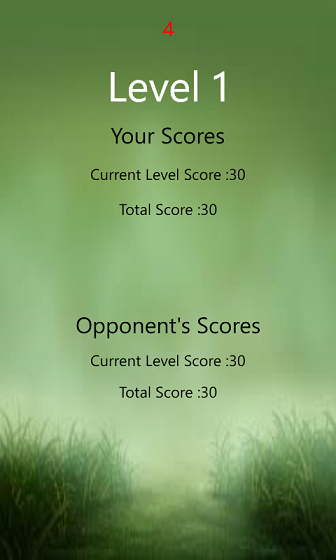 4
Level 1
Your Scores
Current Level Score :30
Total Score :30
Opponent's Scores
Current Level Score :30
Total Score :30